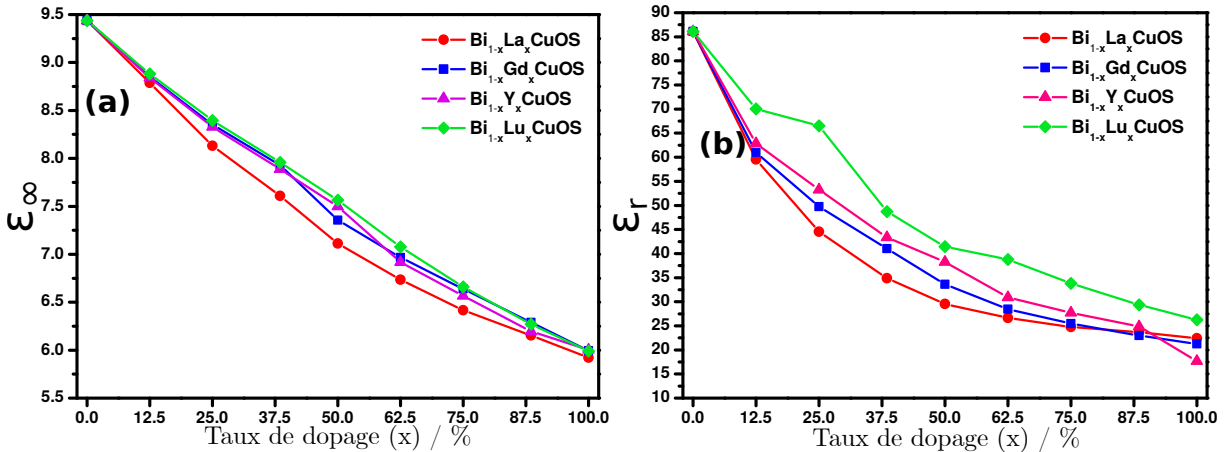 9.5
9.0
8.5
8.0
7.5
7.0
6.5
6.0
5.5
ε∞
(a)
Bi1-xLaxCuOS
Bi1-xGdxCuOS
Bi1-xYxCuOS
Bi1-xLuxCuOS
0.0 12.5 25.0 37.5 50.0 62.5 75.0 87.5 100.0
Taux de dopage (x) / %
90
85
80
75
70
65
60
55
50
45
40
35
30
25
20
15
10
εr
(b)
Bi1-xLaxCuOS
Bi1-xGdxCuOS
Bi1-xYxCuOS
Bi1-xLuxCuOS
0.0 12.5 25.0 37.5 50.0 62.5 75.0 87.5 100.0
Taux de dopage (x) / %